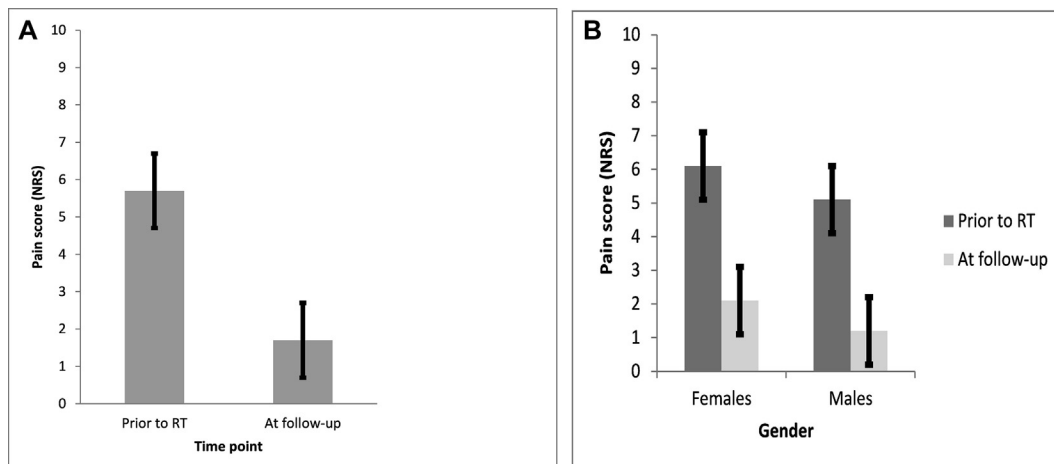 A
Pain score (NRS)
10
9
8
7
6
5
4
3
2
1
0
Prior to RT At follow-up
Time point
B
Pain score (NRS)
10
9
8
7
6
5
4
3
2
1
0
Females Males
Gender
Prior to RT
At follow-up